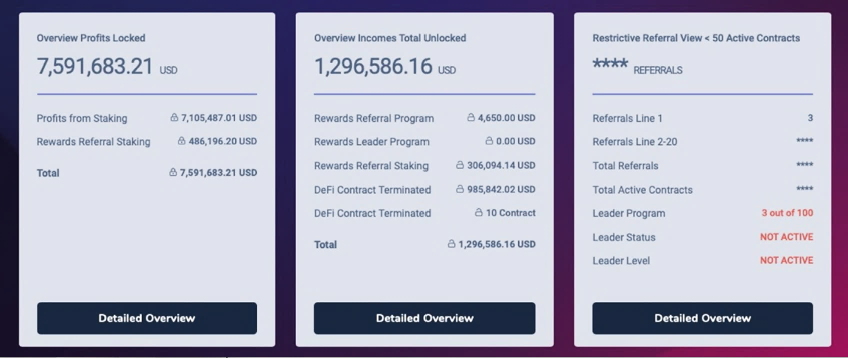 Overview Profits Locked
7,591,683.21 USD
Profits from Staking 7,105,487.01 USD
Rewards Referral Staking 486,196.20 USD
Total 7,591,683.21 USD
Detailed Overview
Overview Incomes Total Unlocked
1,296,586.16 USD
Rewards Referral Program 4,650.00 USD
Rewards Leader Program 0.00 USD
Rewards Referral Staking 306,094.14 USD
DeFi Contract Terminated 985,842.02 USD
DeFi Contract Terminated 10 Contract
Total 1,296,586.16 USD
Detailed Overview
Restrictive Referral View < 50 Active Contracts
**** REFERRALS
Referrals Line 1 3
Referrals Line 2-20 ****
Total Referrals ****
Total Active Contracts ****
Leader Program 3 out of 100
Leader Status NOT ACTIVE
Leader Level NOT ACTIVE
Detailed Overview